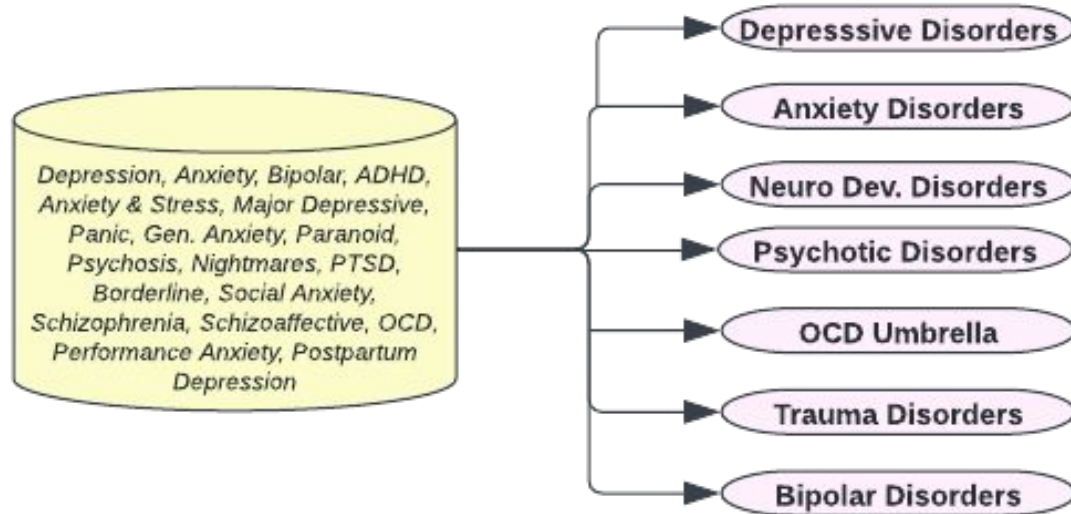 Depression, Anxiety, Bipolar, ADHD,
Anxiety & Stress, Major Depressive,
Panic, Gen. Anxiety, Paranoid,
Psychosis, Nightmares, PTSD,
Borderline, Social Anxiety,
Schizophrenia, Schizoaffective, OCD,
Performance Anxiety, Postpartum
Depression
Depresssive Disorders
Anxiety Disorders
Neuro Dev. Disorders
Psychotic Disorders
OCD Umbrella
Trauma Disorders
Bipolar Disorders